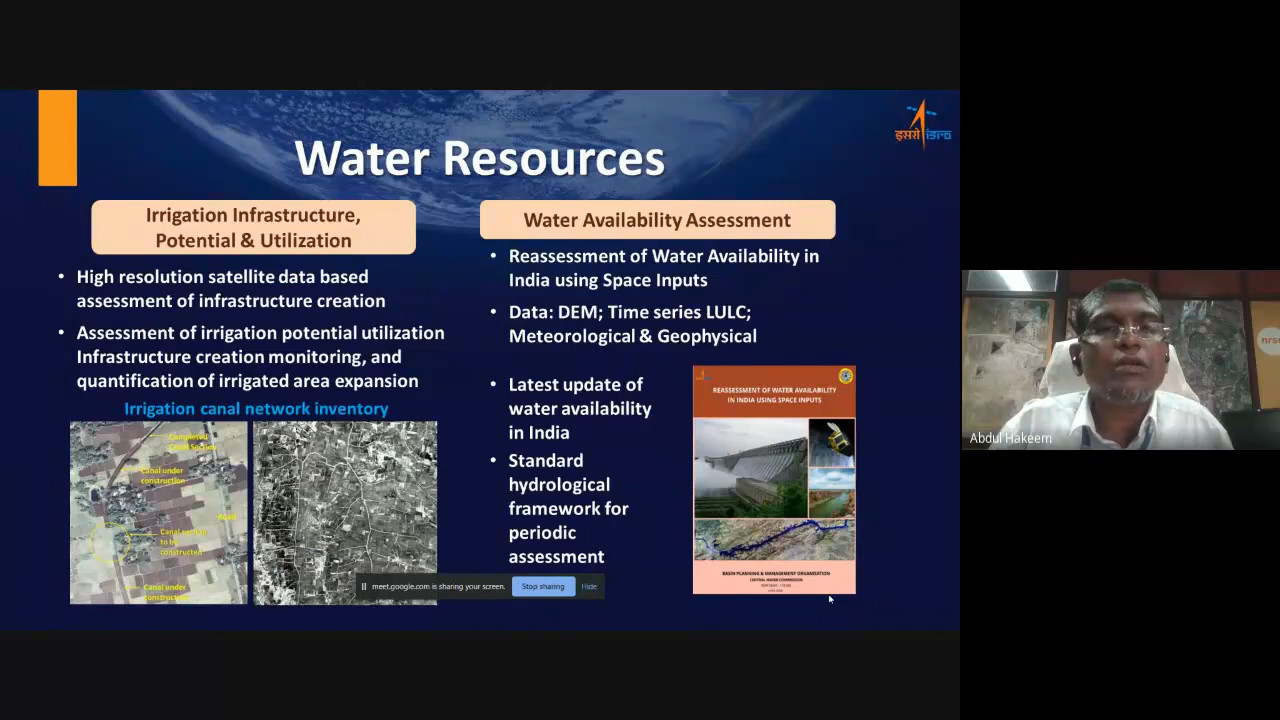 इसरो isro
Water Resources
Irrigation Infrastructure,
Potential & Utilization
• High resolution satellite data based
assessment of infrastructure creation
• Assessment of irrigation potential utilization
Infrastructure creation monitoring, and
quantification of irrigated area expansion
Irrigation canal network inventory
Completed
Canal Section
Canal under
construction
Road
Canal
to be
constructed
Canal under
construction
Water Availability Assessment
• Reassessment of Water Availability in
India using Space Inputs
• Data: DEM; Time series LULC;
Meteorological & Geophysical
• Latest update of
water availability
in India
• Standard
hydrological
framework for
periodic
assessment
REASSESSMENT OF WATER AVAILABILITY
IN INDIA USING SPACE INPUTS
BASIN PLANNING & MANAGEMENT ORGANISATION
CENTRAL WATER COMMISSION
meet.google.com is sharing your screen.
Stop sharing
Hide
nrsc
Abdul Hakeem